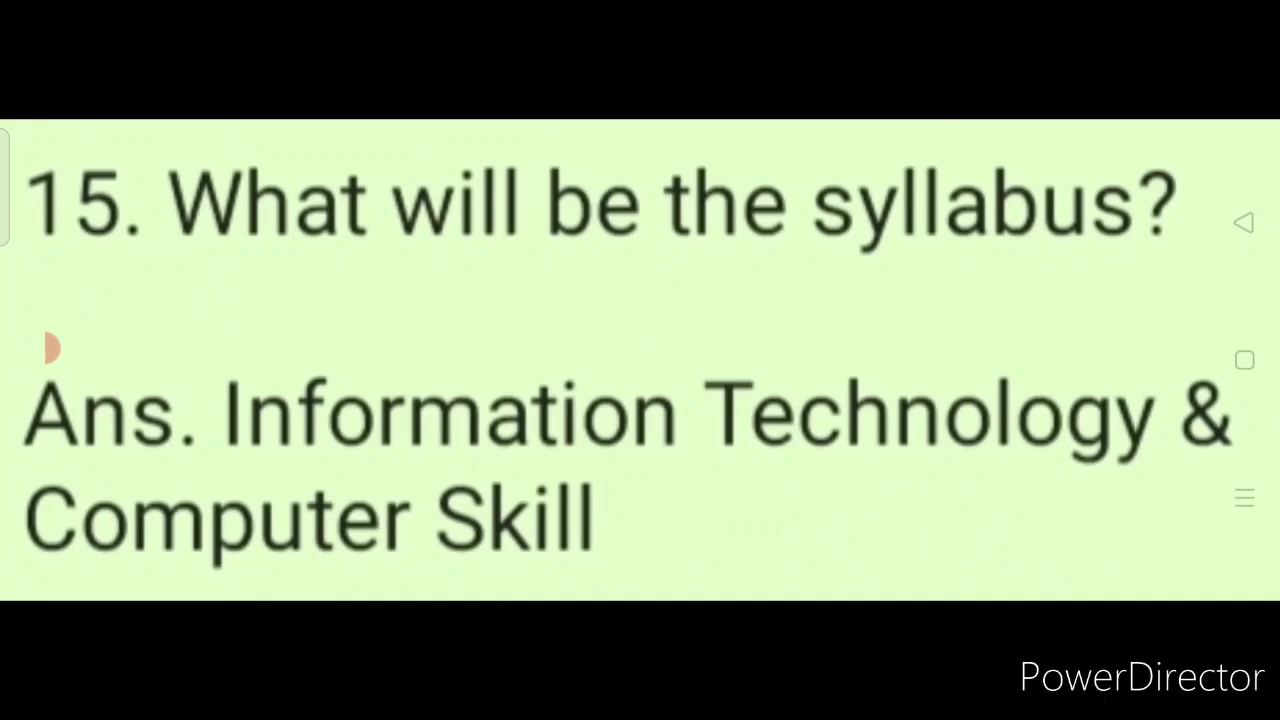 15. What will be the syllabus?
Ans. Information Technology &
Computer Skill
PowerDirector